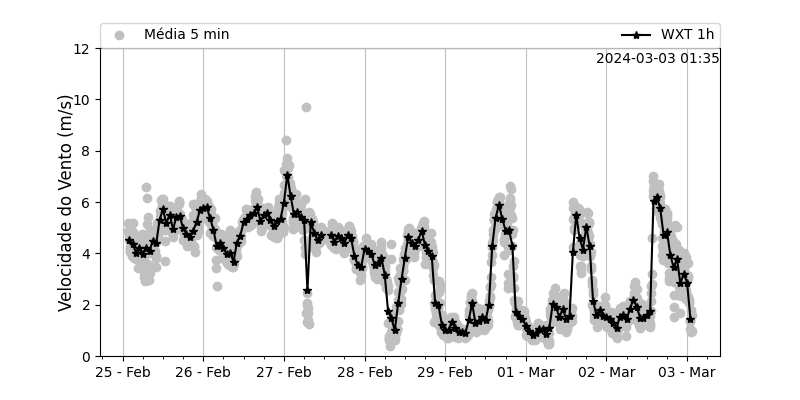 Média 5 min
WXT 1h
2024-03-03 01:35
Velocidade do Vento (m/s)
12
10
8
6
4
2
0
25 - Feb
26 - Feb
27 - Feb
28 - Feb
29 - Feb
01 - Mar
02 - Mar
03 - Mar